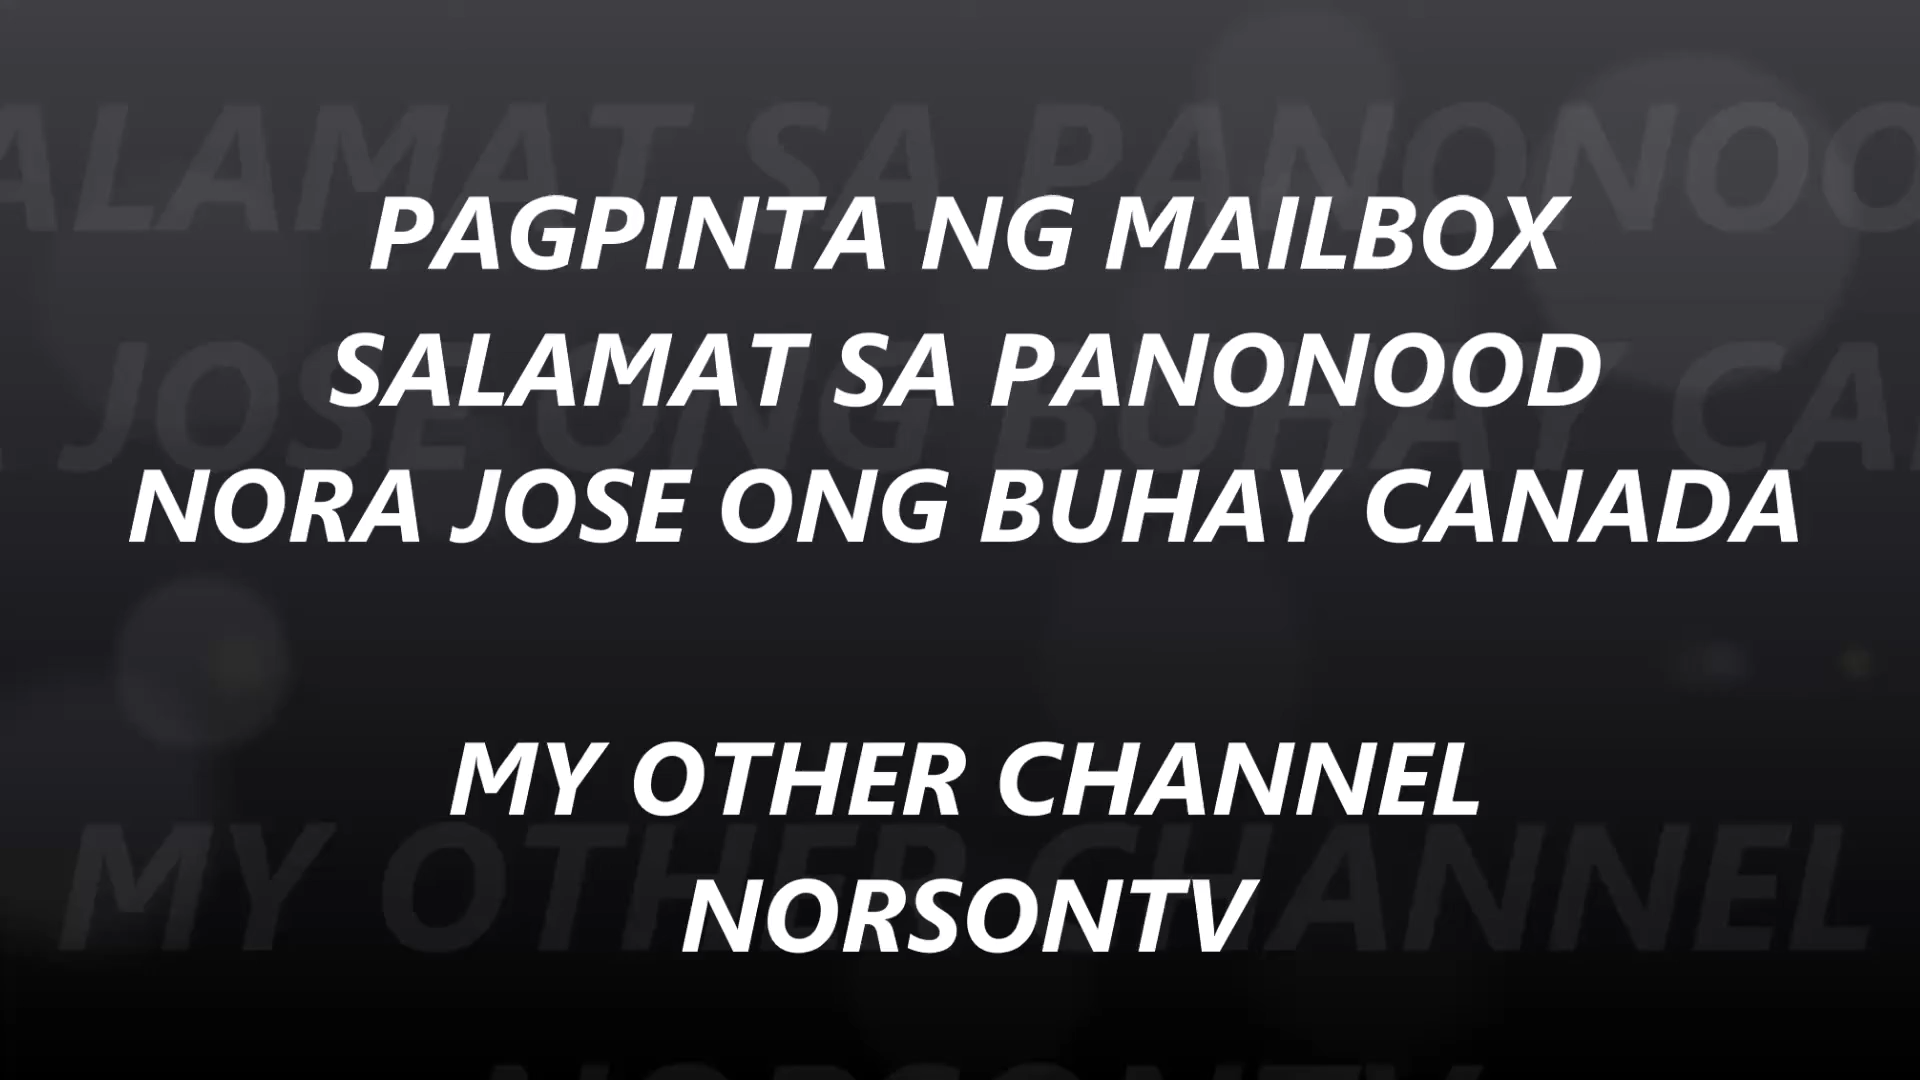 PAGPINTA NG MAILBOX
SALAMAT SA PANONOOD
NORA JOSE ONG BUHAY CANADA
MY OTHER CHANNEL
NORSONTV